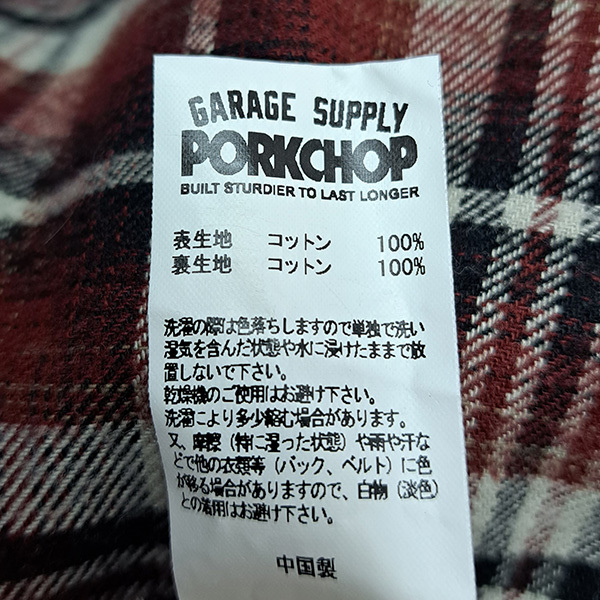 GARAGE SUPPLY
PORKCHOP
BUILT STURDIER TO LAST LONGER
表生地 コットン 100%
裏生地 コットン 100%
洗濯の際は色落ちしますので単独で洗い
湿気を含んだ状態や水に浸けたままで放
置しないで下さい。
乾燥機のご使用はお避け下さい。
洗濯により多少縮む場合があります。
又、摩擦（特に湿った状態）や雨や汗な
どで他の衣類等（バック、ベルト）に色
が移る場合がありますので、白物（淡色）
との着用はお避け下さい。
中国製